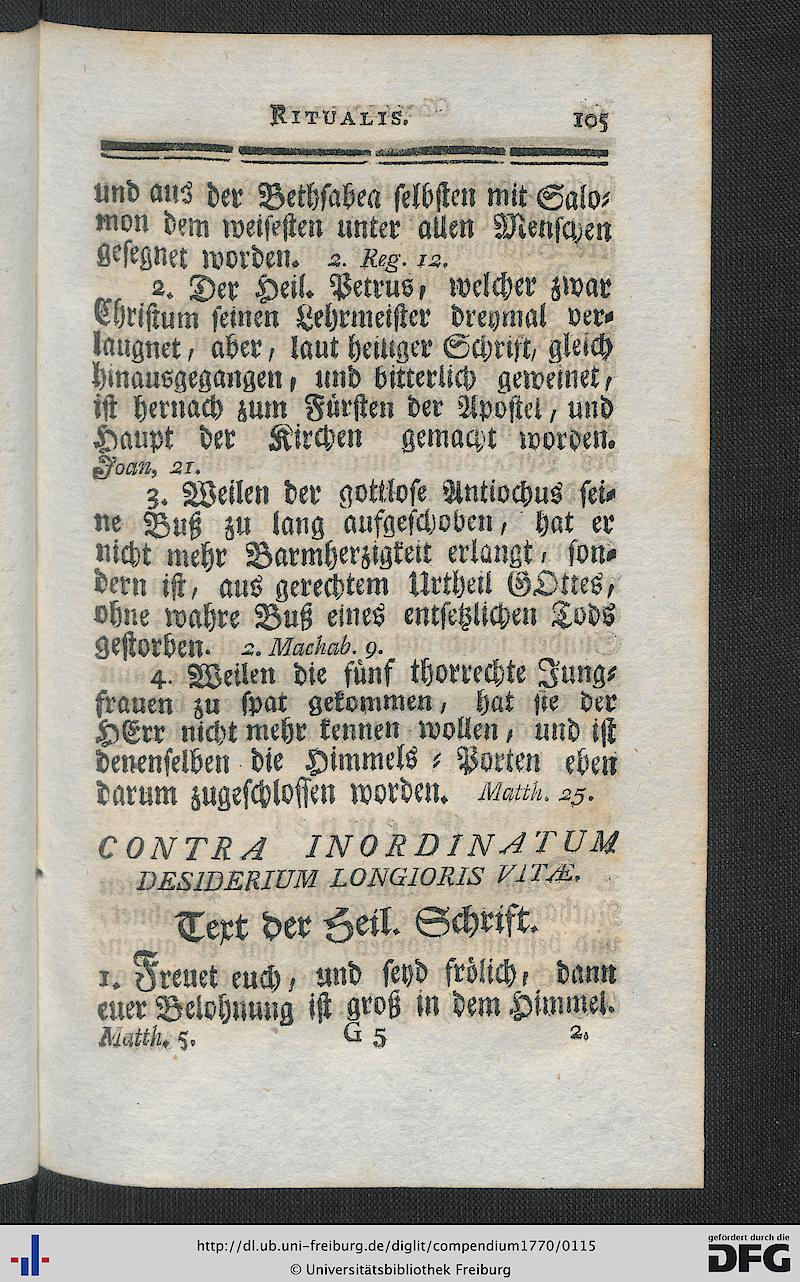 RITUALIS. 105
und aus der Bethsabea selbsten mit Salo⸗
mon dem weisesten unter allen Menschen
gesegnet worden. 2. Reg. 12.
2. Der Heil. Petrus, welcher zwar
Christum seinen Lehrmeister dreymal ver⸗
laugnet, aber, laut heiliger Schrift, gleich
hinausgegangen, und bitterlich geweinet,
ist hernach zum Fürsten der Apostel, und
Haupt der Kirchen gemacht worden.
Joan, 21.
3. Weilen der gottlose Antiochus sei⸗
ne Buß zu lang aufgeschoben, hat er
nicht mehr Barmherzigkeit erlangt, son⸗
dern ist, aus gerechtem Urtheil GOttes,
ohne wahre Buß eines entsetzlichen Tods
gestorben. 2. Machab. 9.
4. Weilen die fünf thorrechte Jung⸗
frauen zu spat gekommen, hat sie der
HErr nicht mehr kennen wollen, und ist
denenselben die Himmels ⸗ Porten eben
darum zugeschlossen worden. Matth. 25.
CONTRA INORDINATUM
DESIDERIUM LONGIORIS VITÆ.
Text der Heil. Schrift.
1. Freuet euch, und seyd frölich, dann
euer Belohnung ist groß in dem Himmel.
Matth. 5. G 5 2.
http://dl.ub.uni-freiburg.de/diglit/compendium1770/0115
© Universitätsbibliothek Freiburg
gefördert durch die
DFG